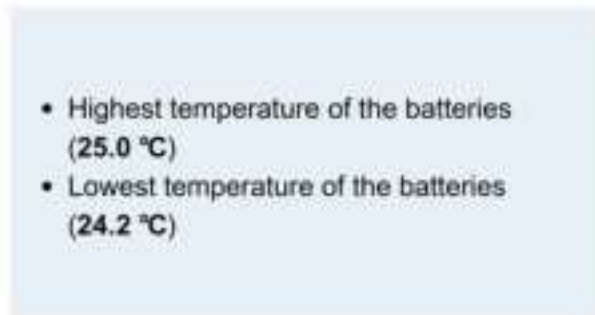 • Highest temperature of the batteries
(25.0 °C)
• Lowest temperature of the batteries
(24.2 °C)